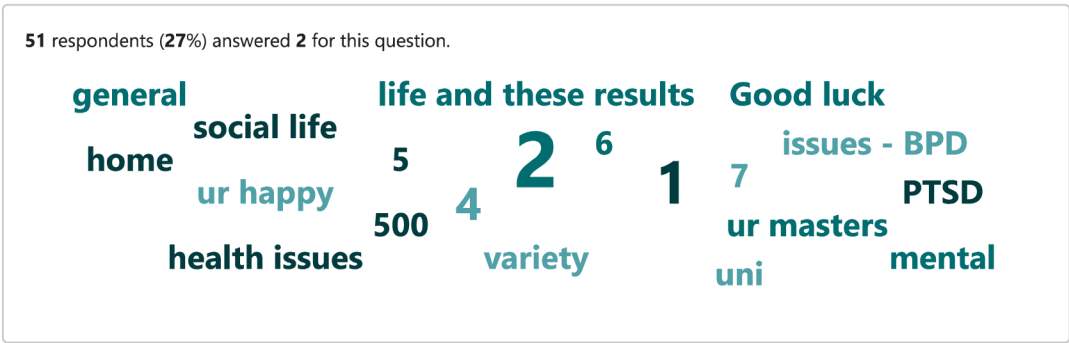 51 respondents (27%) answered 2 for this question.
general
life and these results
Good luck
social life
2
6
issues - BPD
home
5
1
7
ur happy
4
PTSD
500
ur masters
health issues
variety
mental
uni